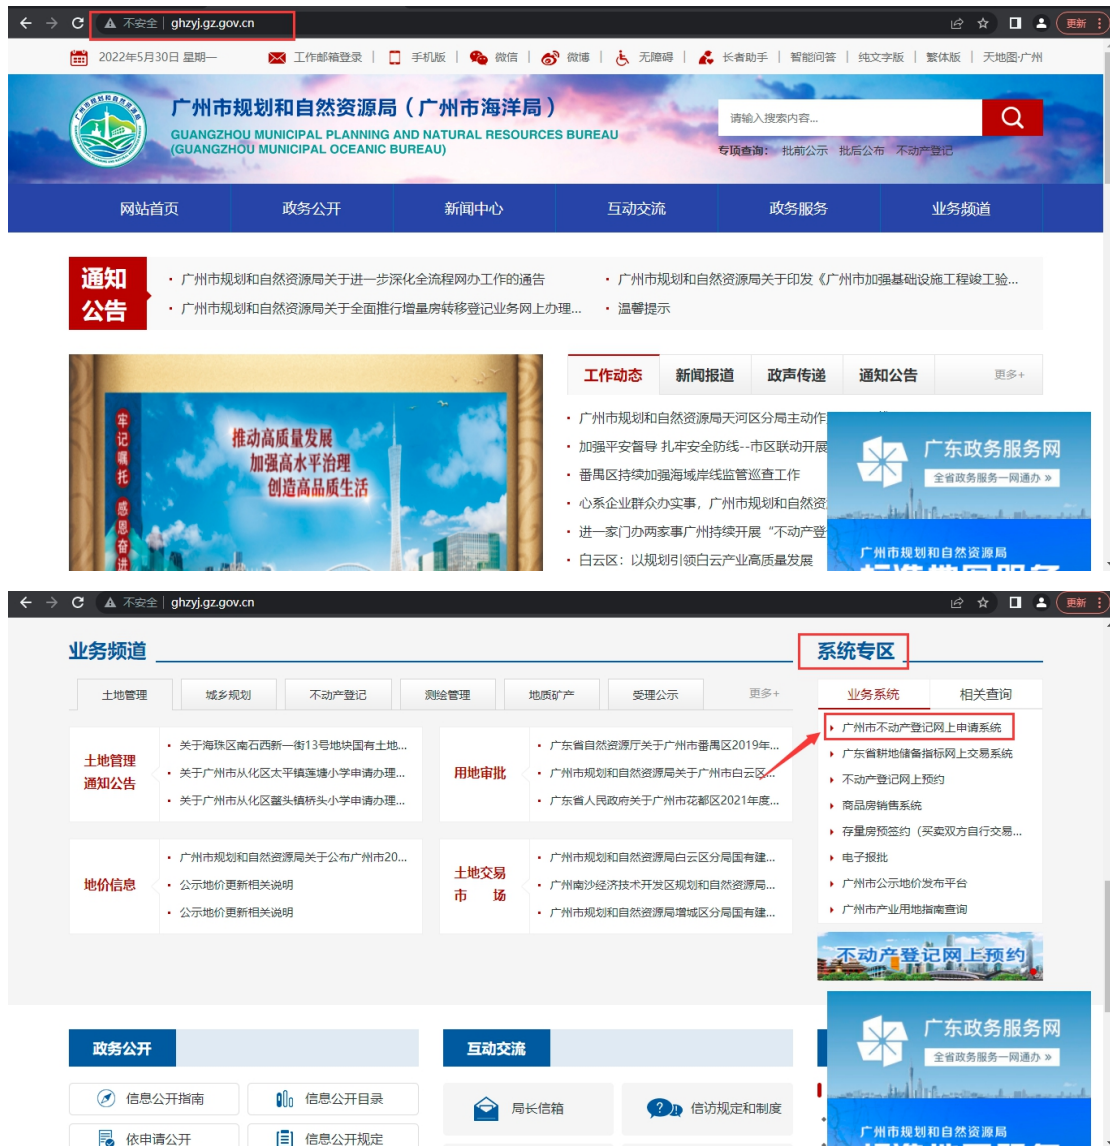 不安全 ghzyj.gz.gov.cn 更新
2022年5月30日 星期一 工作邮箱登录 手机版 微信 微博 无障碍 长者助手 智能问答 纯文字版 繁体版 天地图·广州
广州市规划和自然资源局（广州市海洋局）
GUANGZHOU MUNICIPAL PLANNING AND NATURAL RESOURCES BUREAU
(GUANGZHOU MUNICIPAL OCEANIC BUREAU)
请输入搜索内容...
专项查询： 批前公示 批后公布 不动产登记
网站首页 政务公开 新闻中心 互动交流 政务服务 业务频道
通知
公告
· 广州市规划和自然资源局关于进一步深化全流程网办工作的通告
· 广州市规划和自然资源局关于印发《广州市加强基础设施工程竣工验...
· 广州市规划和自然资源局关于全面推行增量房转移登记业务网上办理...
· 温馨提示
牢记嘱托 感恩奋进
推动高质量发展
加强高水平治理
创造高品质生活
工作动态 新闻报道 政声传递 通知公告 更多+
· 广州市规划和自然资源局天河区分局主动作
· 加强平安督导 扎牢安全防线--市区联动开展
· 番禺区持续加强海域岸线监管巡查工作
· 心系企业群众办实事，广州市规划和自然资
· 进一家门办两家事广州持续开展“不动产登
· 白云区：以规划引领白云产业高质量发展
广东政务服务网
全省政务服务一网通办 »
广州市规划和自然资源局
不安全 ghzyj.gz.gov.cn 更新
业务频道
土地管理 城乡规划 不动产登记 测绘管理 地质矿产 受理公示 更多+
土地管理
通知公告
· 关于海珠区南石西新一街13号地块国有土地...
· 关于广州市从化区太平镇莲塘小学申请办理...
· 关于广州市从化区鳌头镇桥头小学申请办理...
用地审批
· 广东省自然资源厅关于广州市番禺区2019年...
· 广州市规划和自然资源局关于广州市白云区...
· 广东省人民政府关于广州市花都区2021年度...
地价信息
· 广州市规划和自然资源局关于公布广州市20...
· 公示地价更新相关说明
· 公示地价更新相关说明
土地交易
市 场
· 广州市规划和自然资源局白云区分局国有建...
· 广州南沙经济技术开发区规划和自然资源局...
· 广州市规划和自然资源局增城区分局国有建...
系统专区
业务系统 相关查询
广州市不动产登记网上申请系统
广东省耕地储备指标网上交易系统
不动产登记网上预约
商品房销售系统
存量房预签约（买卖双方自行交易...
电子报批
广州市公示地价发布平台
广州市产业用地指南查询
不动产登记网上预约
政务公开
信息公开指南 信息公开目录
依申请公开 信息公开规定
互动交流
局长信箱 信访规定和制度
广东政务服务网
全省政务服务一网通办 »
广州市规划和自然资源局